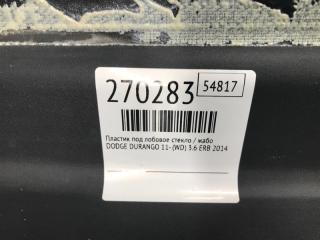 270283
54817
Пластик под лобовое стекло / жабо
DODGE DURANGO 11- (WD) 3.6 ERB 2014